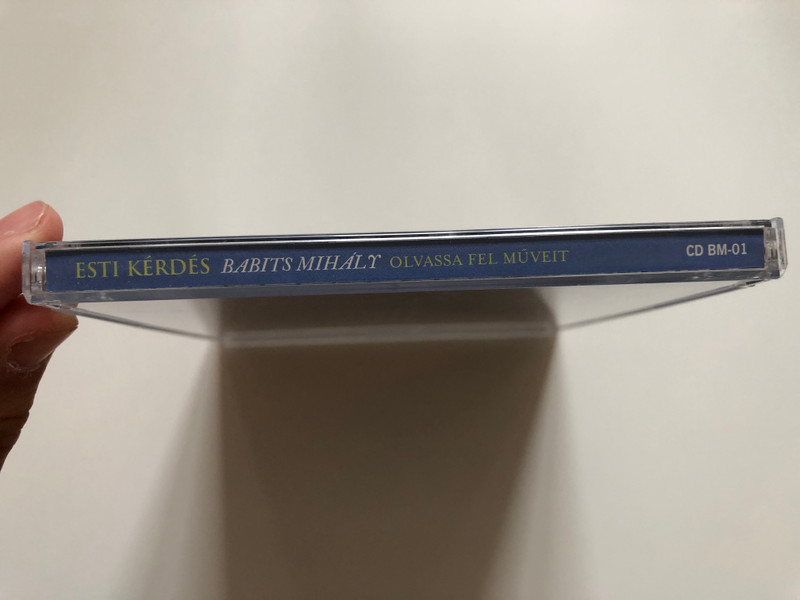 ESTI KÉRDÉS BABITS MIHÁLY OLVASSA FEL MŰVEIT CD BM-01